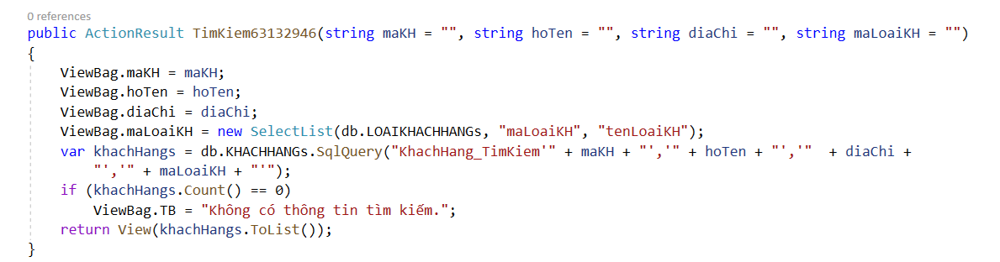 0 references
public ActionResult TimKiem63132946(string maKH = "", string hoTen = "", string diaChi = "", string maLoaiKH = "")
{
    ViewBag.maKH = maKH;
    ViewBag.hoTen = hoTen;
    ViewBag.diaChi = diaChi;
    ViewBag.maLoaiKH = new SelectList(db.LOAIKHACHHANGs, "maLoaiKH", "tenLoaiKH");
    var khachHangs = db.KHACHHANGs.SqlQuery("KhachHang_TimKiem'" + maKH + "','" + hoTen + "','"  + diaChi +
        "','" + maLoaiKH + "'");
    if (khachHangs.Count() == 0)
        ViewBag.TB = "Không có thông tin tìm kiếm.";
    return View(khachHangs.ToList());
}